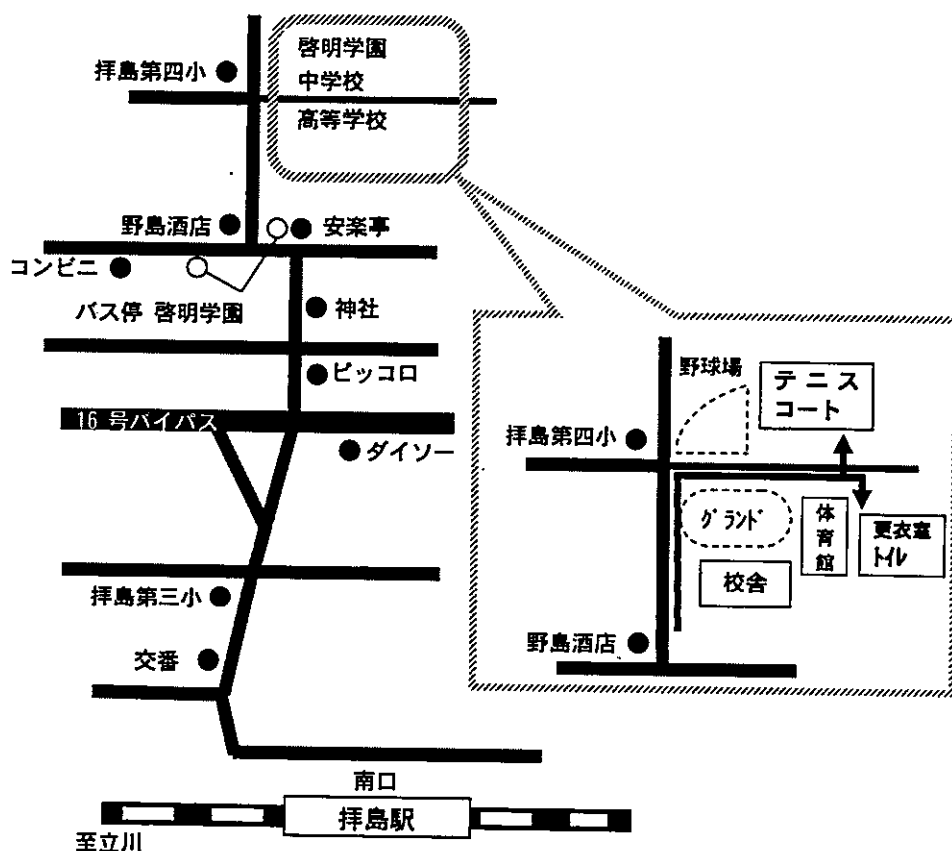 啓明学園
中学校
高等学校
拝島第四小
野島酒店
安楽亭
コンビニ
バス停 啓明学園
神社
ピッコロ
16 号バイパス
ダイソー
拝島第三小
交番
南口
拝島駅
至立川
野球場
テニス
コート
拝島第四小
グランド
体育館
更衣室
トイレ
校舎
野島酒店